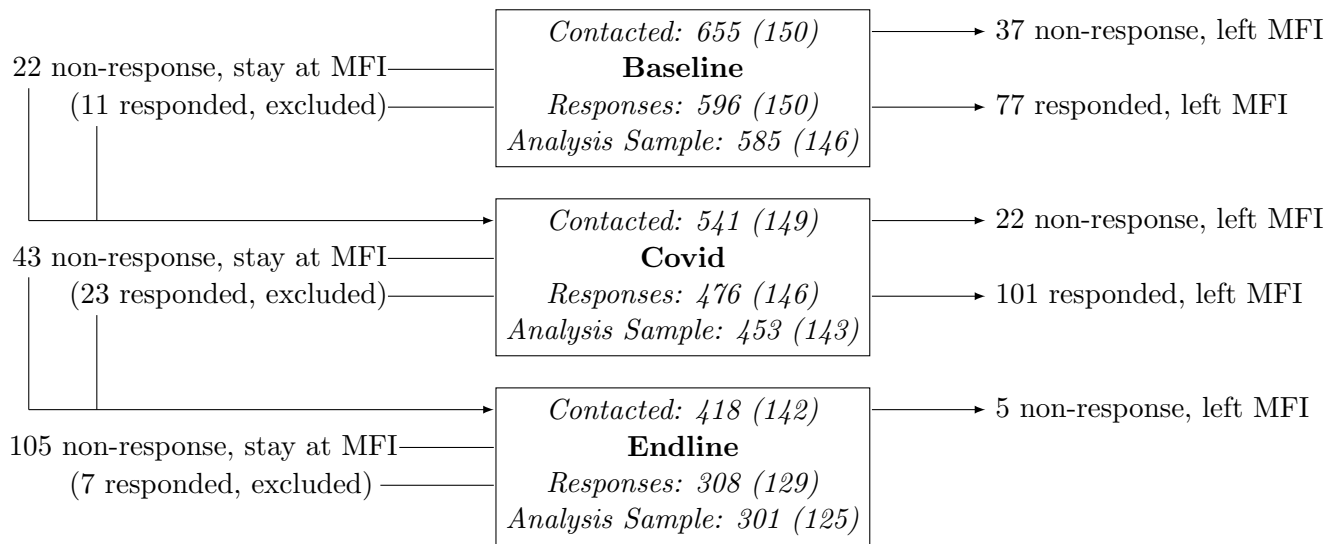 Contacted: 655 (150)
37 non-response, left MFI
22 non-response, stay at MFI
Baseline
(11 responded, excluded)
Responses: 596 (150)
77 responded, left MFI
Analysis Sample: 585 (146)
Contacted: 541 (149)
22 non-response, left MFI
43 non-response, stay at MFI
Covid
(23 responded, excluded)
Responses: 476 (146)
101 responded, left MFI
Analysis Sample: 453 (143)
Contacted: 418 (142)
5 non-response, left MFI
105 non-response, stay at MFI
Endline
(7 responded, excluded)
Responses: 308 (129)
Analysis Sample: 301 (125)